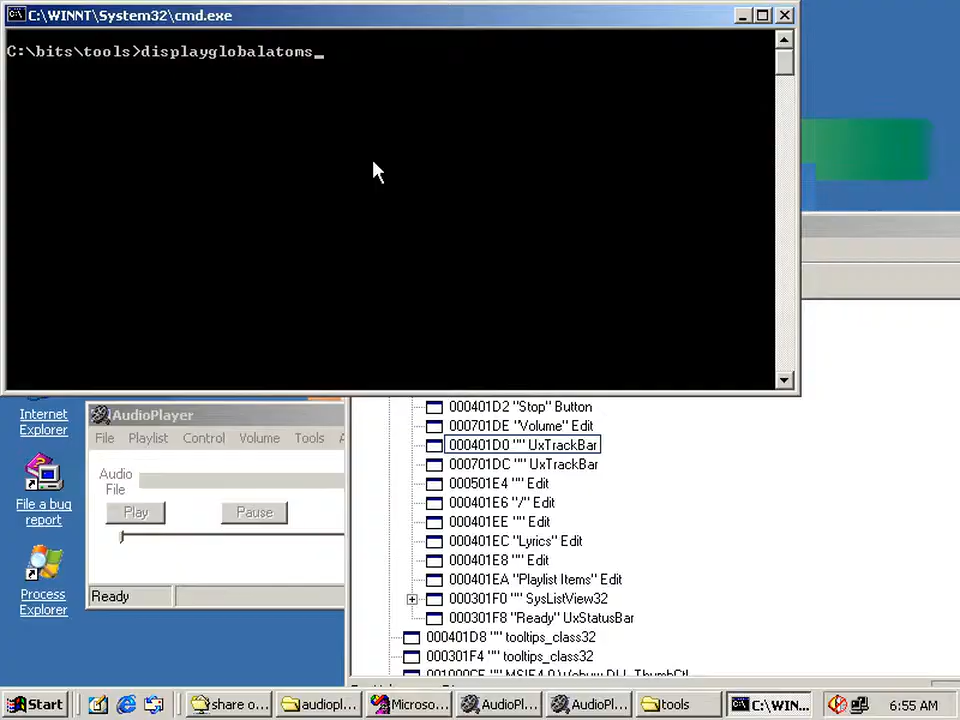 C:\WINNT\System32\cmd.exe
C:\bits\tools>displayglobalatoms_
Internet
Explorer
File a bug
report
Process
Explorer
AudioPlayer
File Playlist Control Volume Tools
Audio
File
Play Pause
Ready
000401D2 "Stop" Button
000701DE "Volume" Edit
000401D0 "" UxTrackBar
000701DC "" UxTrackBar
000501E4 "" Edit
000401E6 "/" Edit
000401EE "" Edit
000401EC "Lyrics" Edit
000401E8 "" Edit
000401EA "Playlist Items" Edit
000301F0 "" SysListView32
000301F8 "Ready" UxStatusBar
000401D8 "" tooltips_class32
000301F4 "" tooltips_class32
Start
share o...
audiopl...
Microso...
AudioPl...
AudioPl...
tools
C:\WIN...
6:55 AM